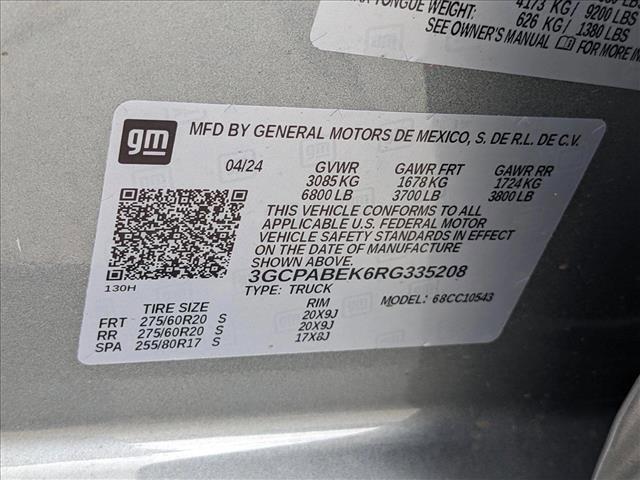 TONGUE WEIGHT: 4173 KG/ 9200 LBS
626 KG/ 1380 LBS
SEE OWNER'S MANUAL FOR MORE
gm MFD BY GENERAL MOTORS DE MEXICO, S. DE R.L. DE C.V.
04/24 GVWR GAWR FRT GAWR RR
3085 KG 1678 KG 1724 KG
6800 LB 3700 LB 3800 LB
THIS VEHICLE CONFORMS TO ALL
APPLICABLE U.S. FEDERAL MOTOR
VEHICLE SAFETY STANDARDS IN EFFECT
ON THE DATE OF MANUFACTURE
SHOWN ABOVE.
3GCPABEK6RG335208
130H TYPE: TRUCK MODEL: 68CC10543
TIRE SIZE RIM
FRT 275/60R20 S 20X9J
RR 275/60R20 S 20X9J
SPA 255/80R17 S 17X8J